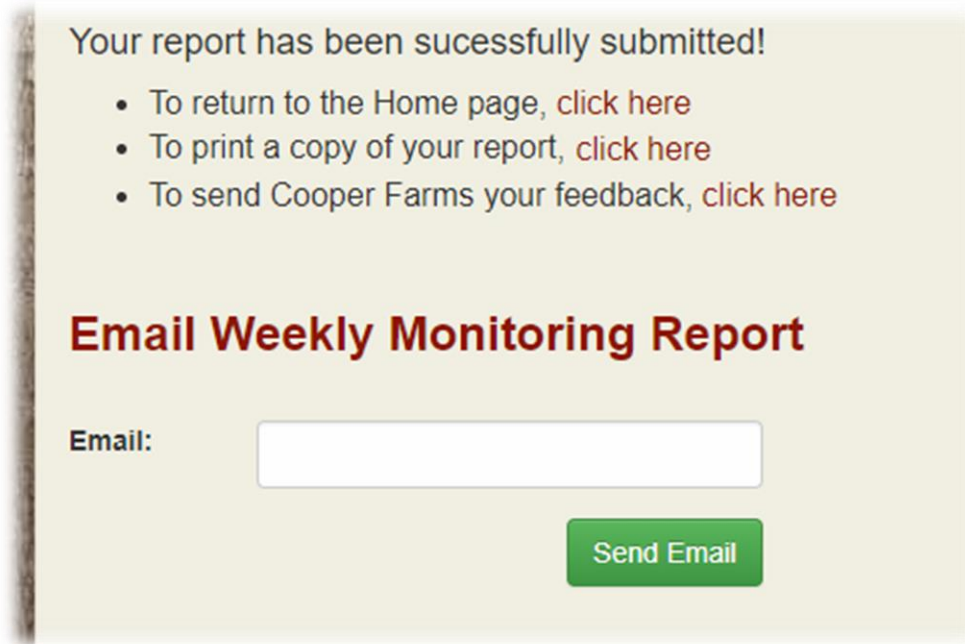 Your report has been sucessfully submitted!
• To return to the Home page, click here
• To print a copy of your report, click here
• To send Cooper Farms your feedback, click here
Email Weekly Monitoring Report
Email:
Send Email